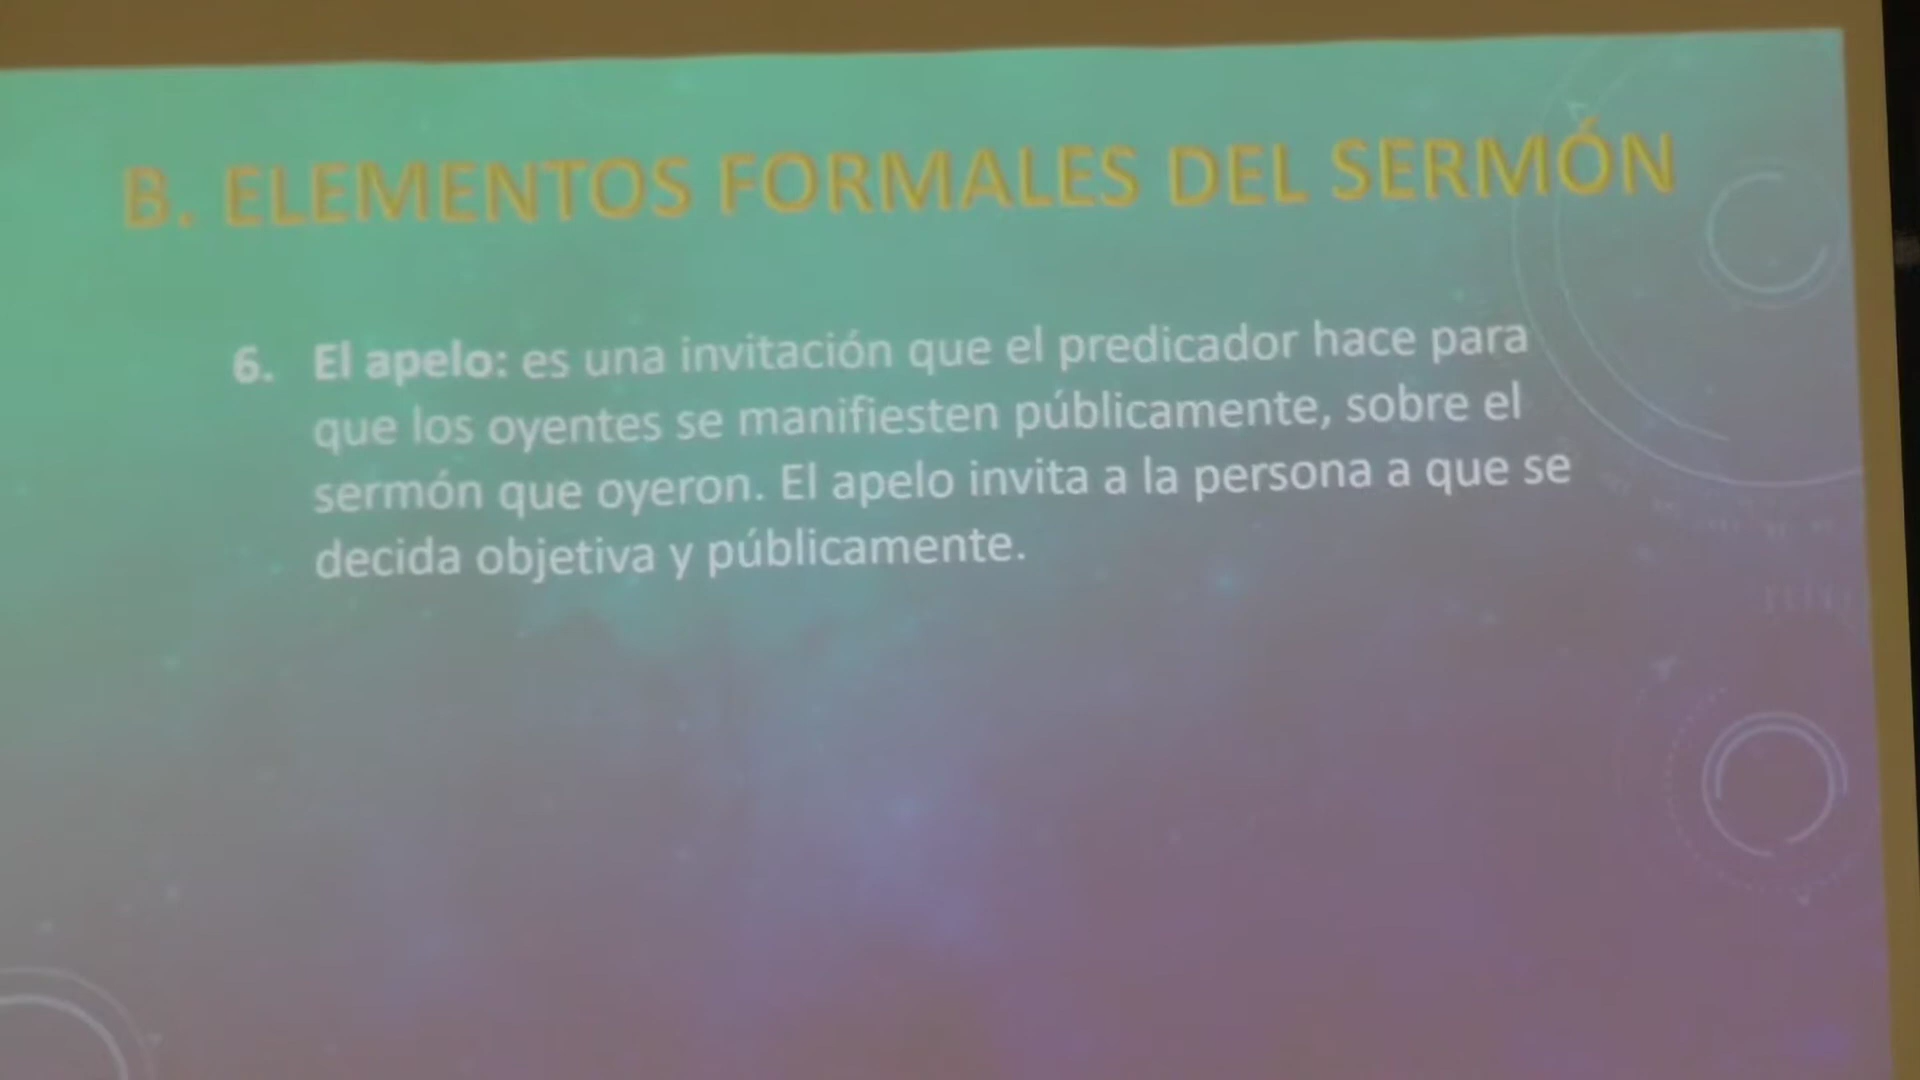 B. ELEMENTOS FORMALES DEL SERMÓN
6. El apelo: es una invitación que el predicador hace para
que los oyentes se manifiesten públicamente, sobre el
sermón que oyeron. El apelo invita a la persona a que se
decida objetiva y públicamente.